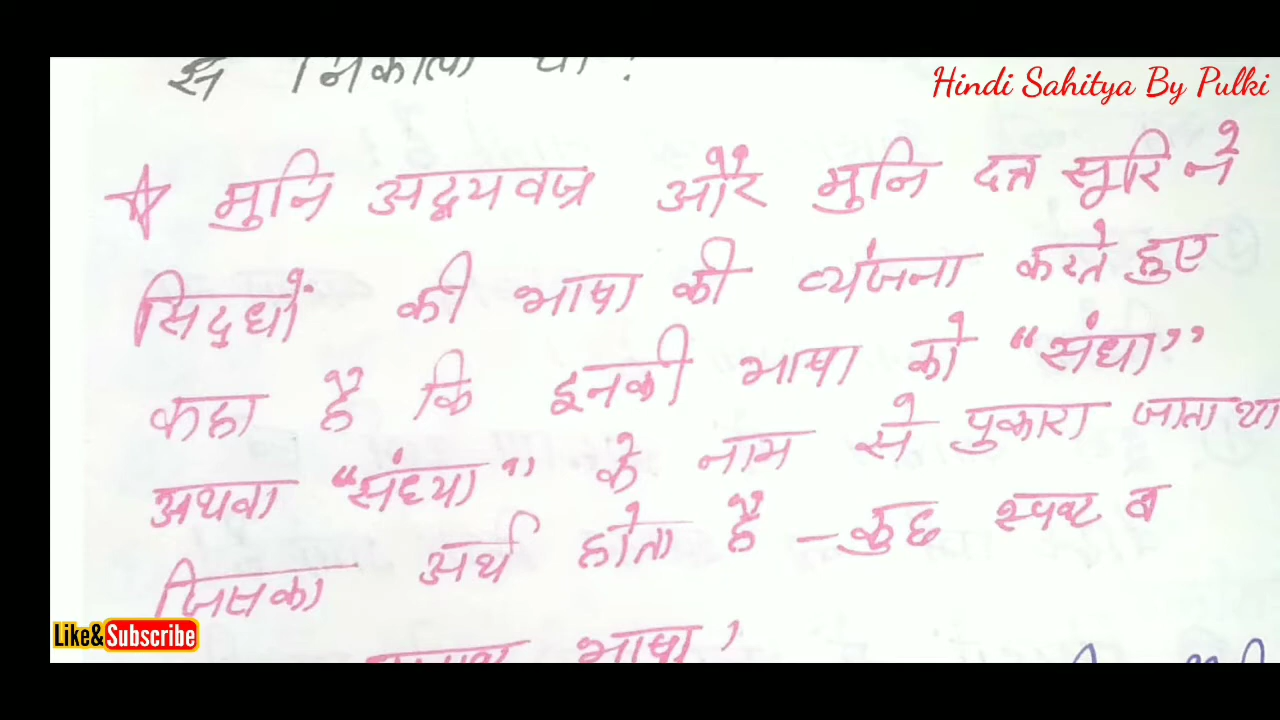 Hindi Sahitya By Pulki
☆ मुनि अद्वयवज्र और मुनि दत्त सूरि ने
सिद्धों की भाषा की व्यंजना करते हुए
कहा है कि इनकी भाषा को “संधा”
अथवा “संध्या” के नाम से पुकारा जाता था
जिसका अर्थ होता है – कुछ स्पष्ट व
भाषा’
Like& Subscribe